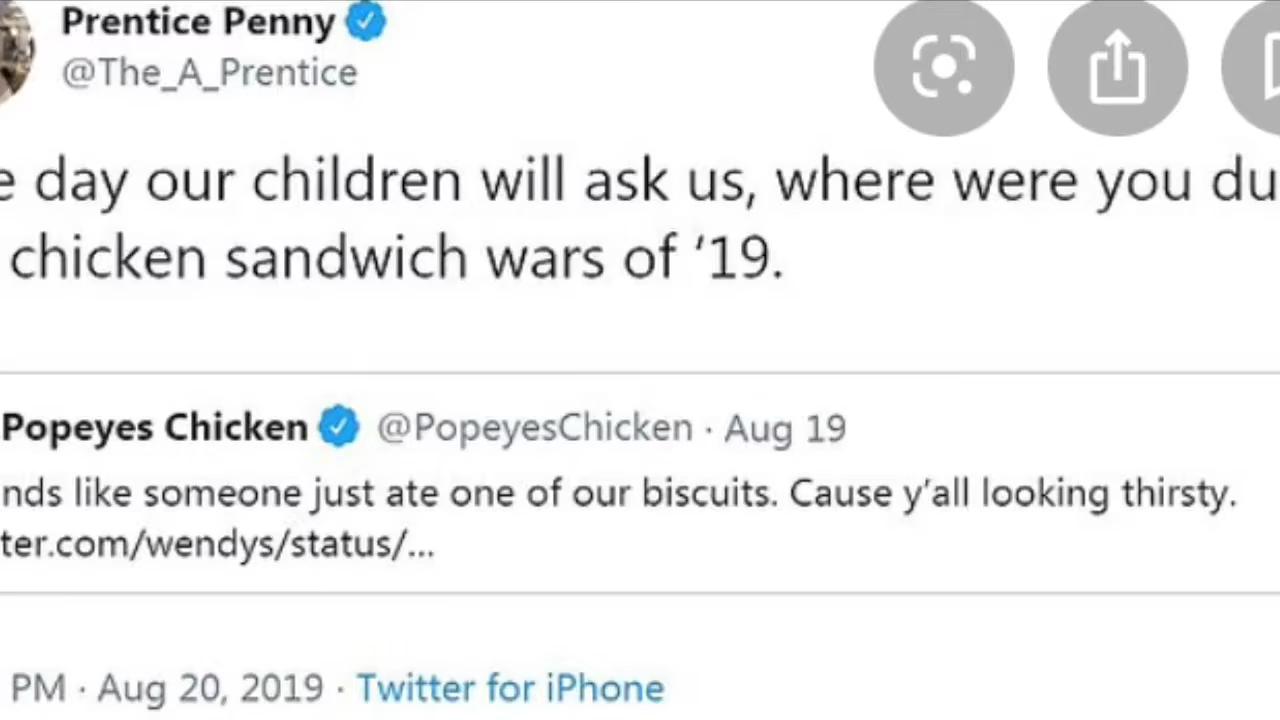 Prentice Penny
@The_A_Prentice
e day our children will ask us, where were you du
chicken sandwich wars of ‘19.
Popeyes Chicken @PopeyesChicken · Aug 19
nds like someone just ate one of our biscuits. Cause y’all looking thirsty.
ter.com/wendys/status/...
PM · Aug 20, 2019 · Twitter for iPhone